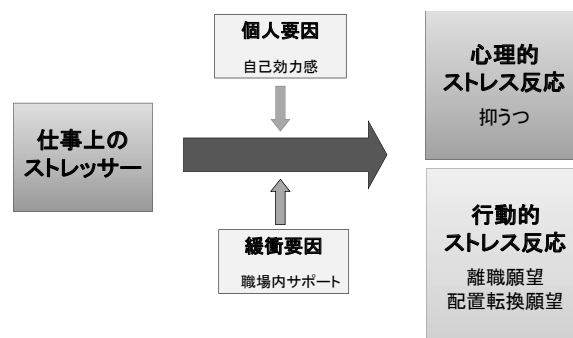 個人要因
自己効力感
仕事上の
ストレッサー
緩衝要因
職場内サポート
心理的
ストレス反応
抑うつ
行動的
ストレス反応
離職願望
配置転換願望